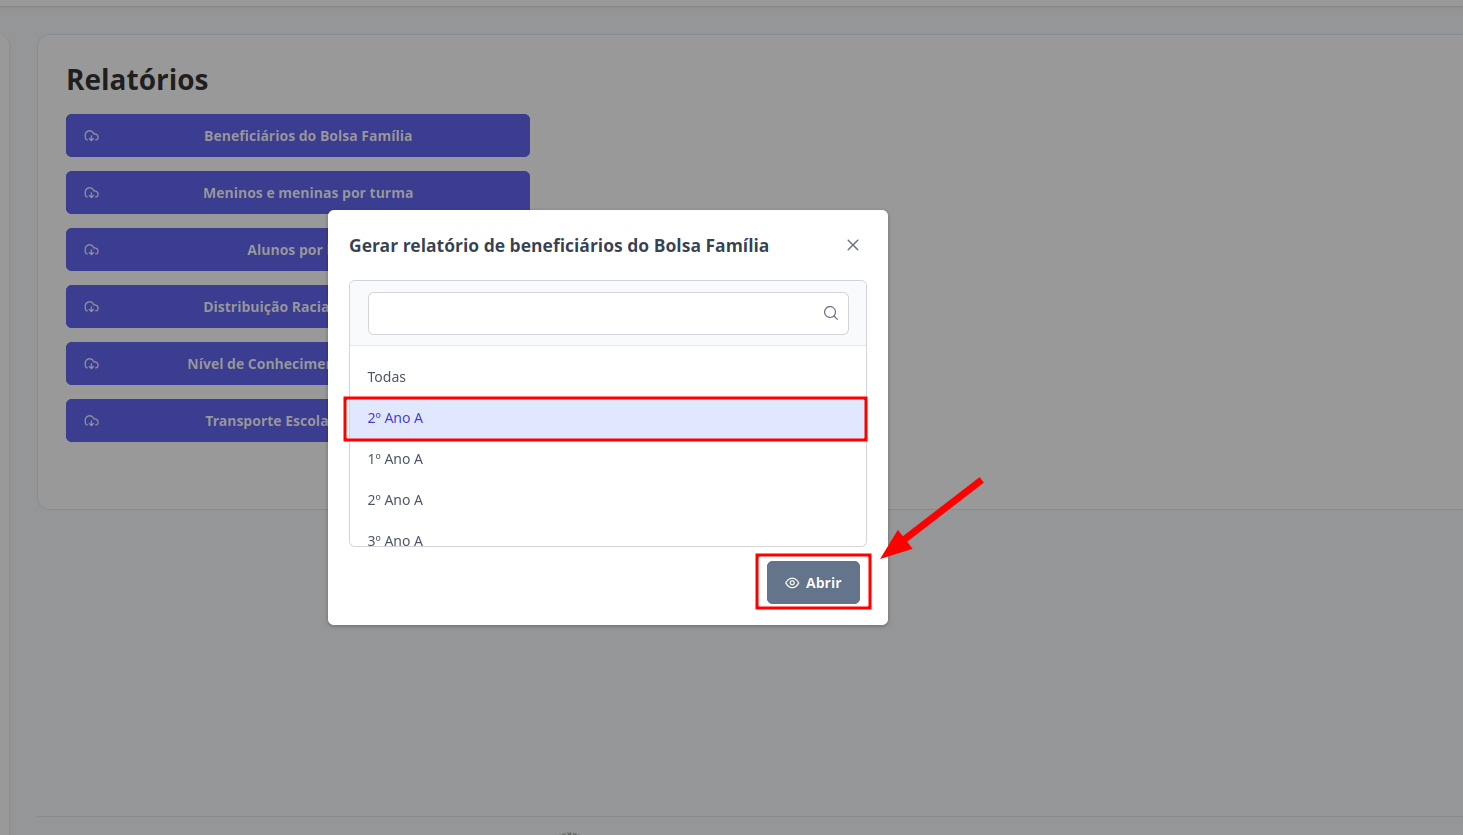 Relatórios
Beneficiários do Bolsa Família
Meninos e meninas por turma
Alunos por
Distribuição Racia
Nível de Conhecimen
Transporte Escola
Gerar relatório de beneficiários do Bolsa Família
Todas
2º Ano A
1º Ano A
2º Ano A
3º Ano A
Abrir